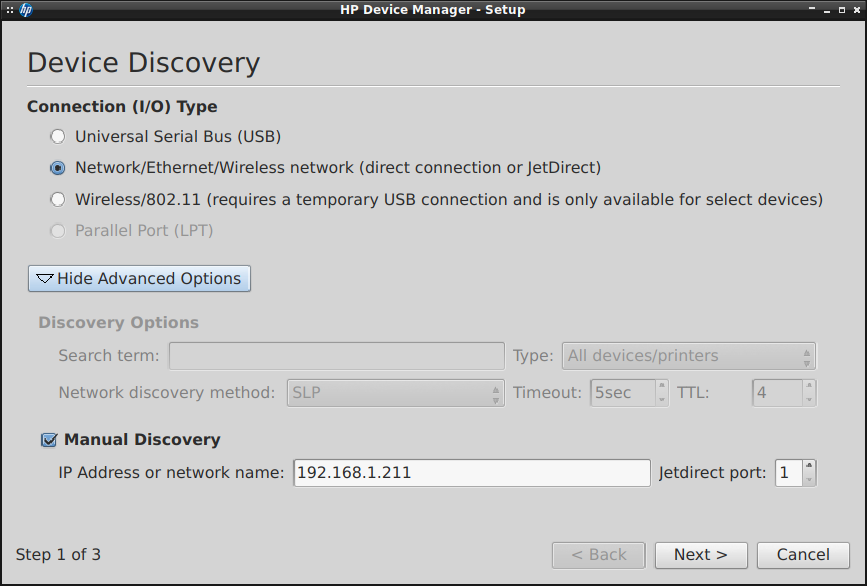 hp HP Device Manager - Setup
Device Discovery
Connection (I/O) Type
Universal Serial Bus (USB)
Network/Ethernet/Wireless network (direct connection or JetDirect)
Wireless/802.11 (requires a temporary USB connection and is only available for select devices)
Parallel Port (LPT)
Hide Advanced Options
Discovery Options
Search term: Type: All devices/printers
Network discovery method: SLP Timeout: 5sec TTL: 4
Manual Discovery
IP Address or network name: 192.168.1.211 Jetdirect port: 1
Step 1 of 3 < Back Next > Cancel